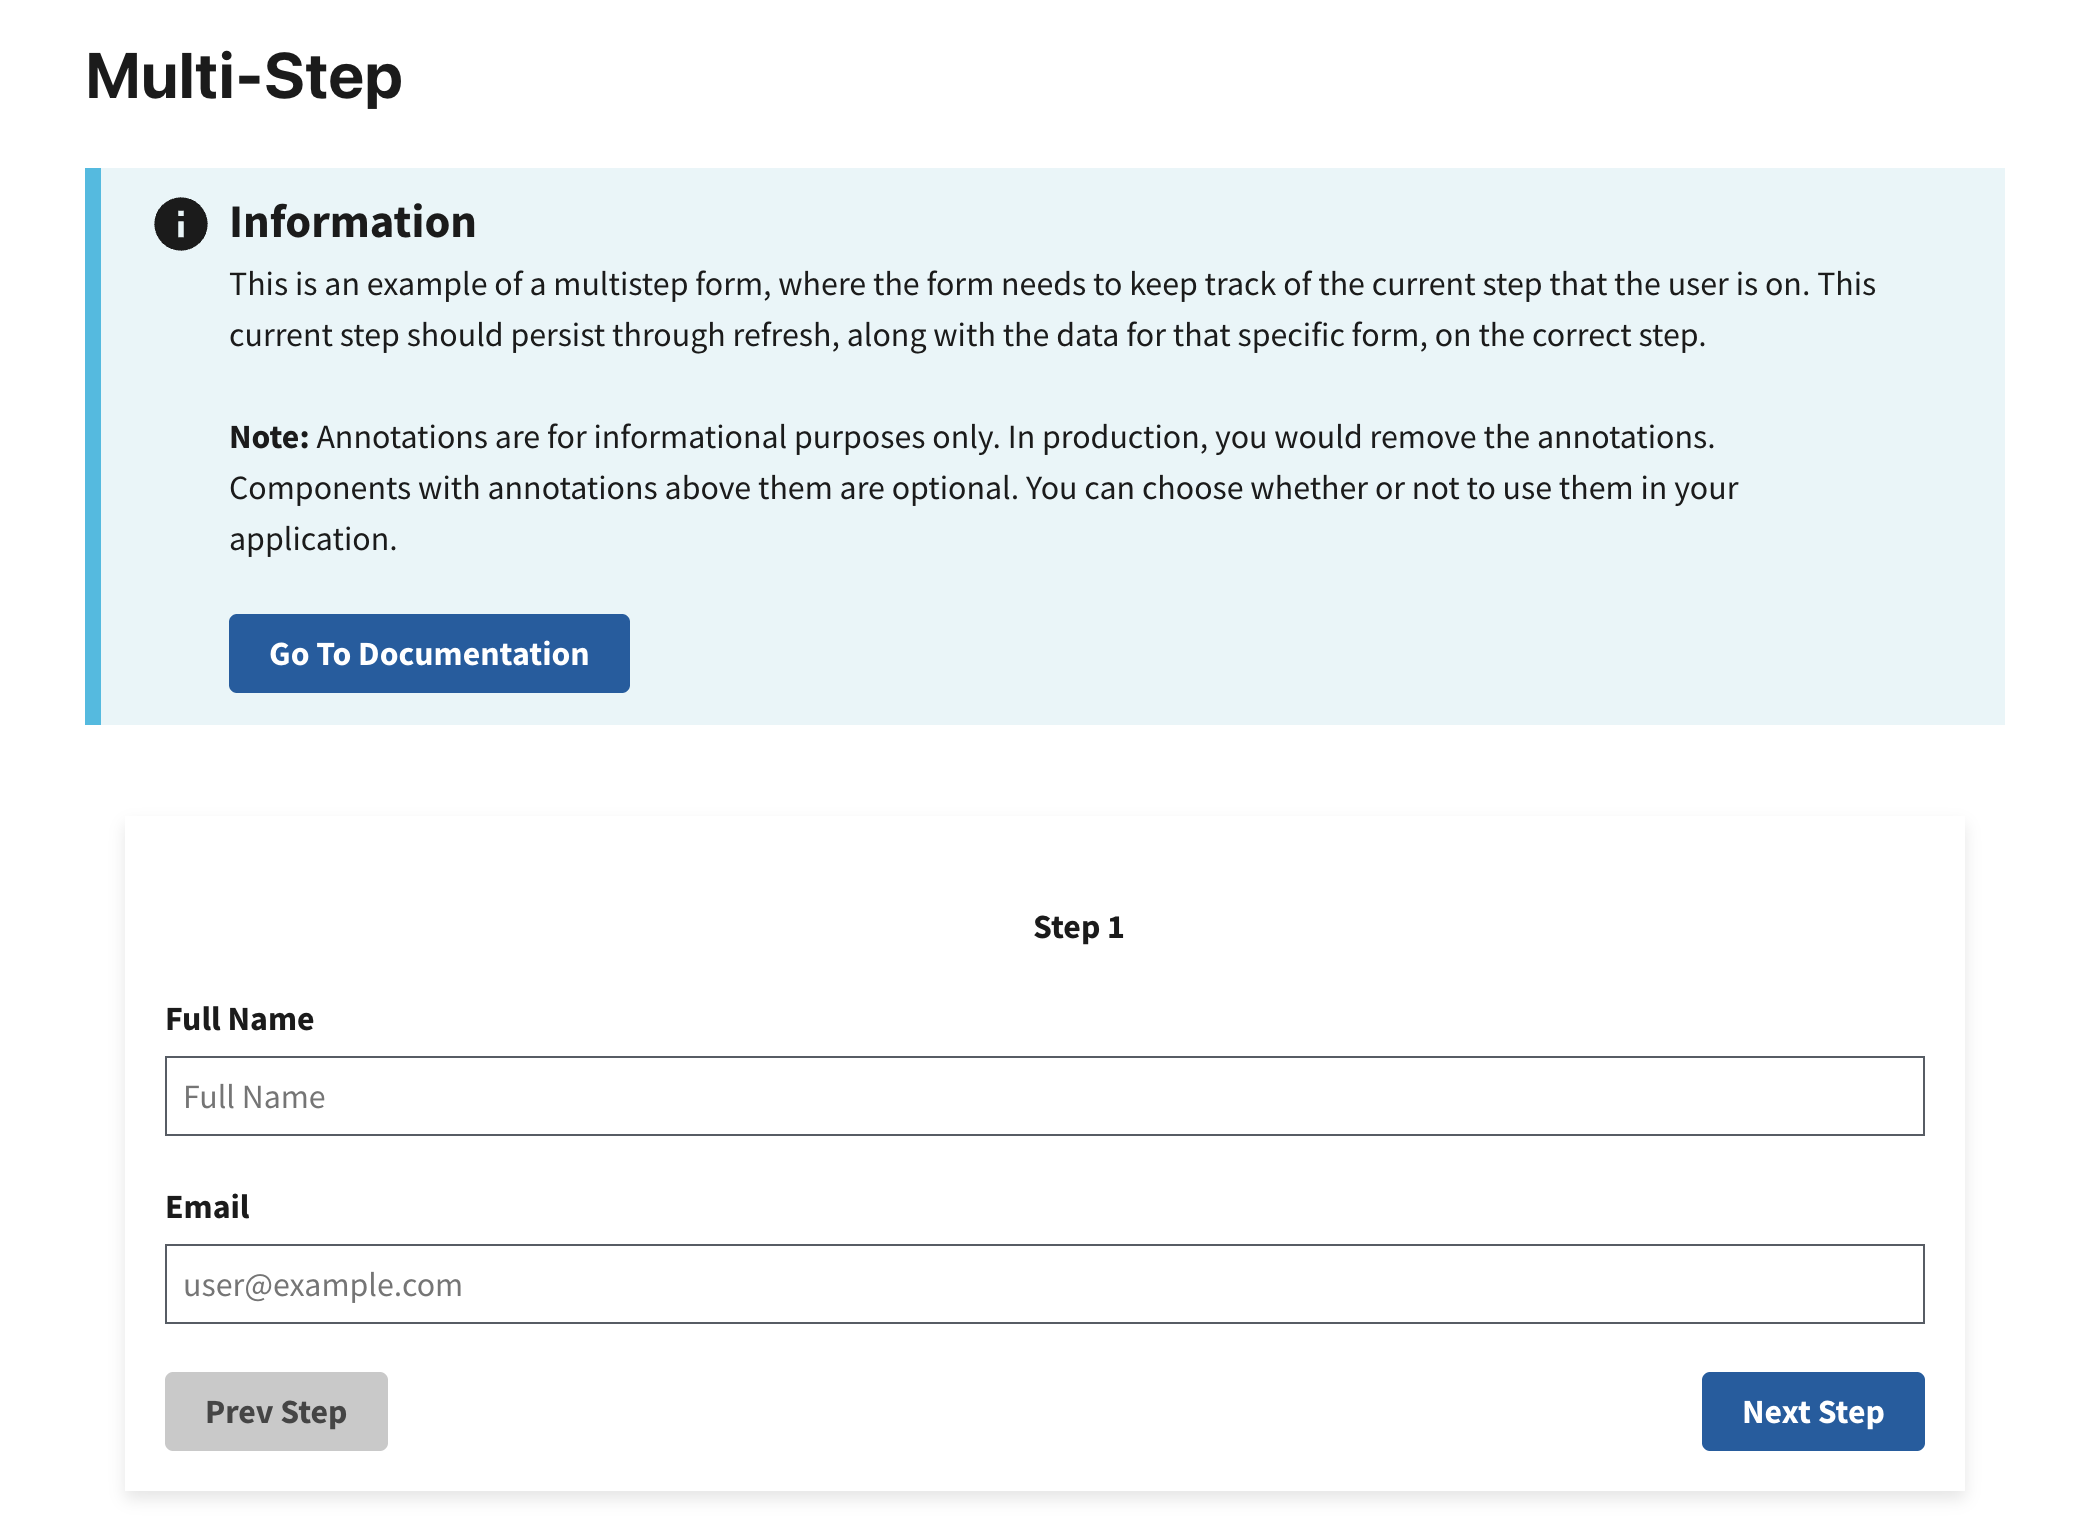 Multi-Step
Information
This is an example of a multistep form, where the form needs to keep track of the current step that the user is on. This
current step should persist through refresh, along with the data for that specific form, on the correct step.
Note: Annotations are for informational purposes only. In production, you would remove the annotations.
Components with annotations above them are optional. You can choose whether or not to use them in your
application.
Go To Documentation
Step 1
Full Name
Full Name
Email
user@example.com
Prev Step
Next Step